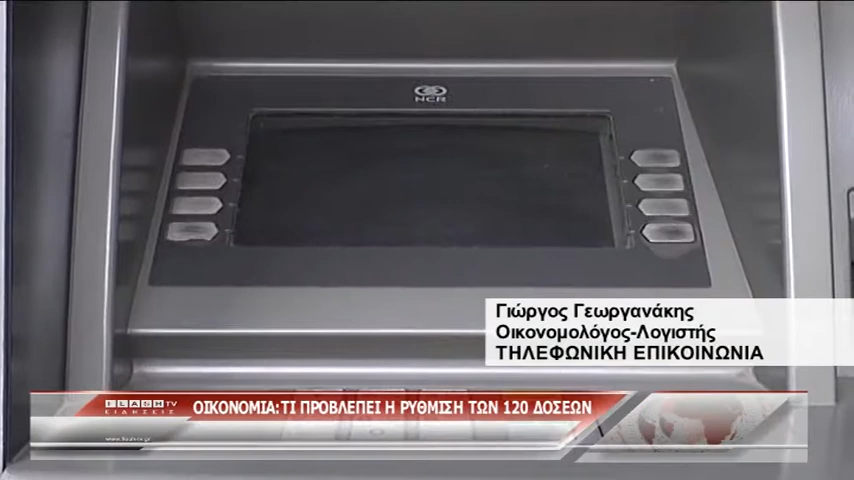 NCR
Γιώργος Γεωργανάκης
Οικονομολόγος-Λογιστής
ΤΗΛΕΦΩΝΙΚΗ ΕΠΙΚΟΙΝΩΝΙΑ
FLASH TV
ΕΙΔΗΣΕΙΣ
ΟΙΚΟΝΟΜΙΑ:ΤΙ ΠΡΟΒΛΕΠΕΙ Η ΡΥΘΜΙΣΗ ΤΩΝ 120 ΔΟΣΕΩΝ